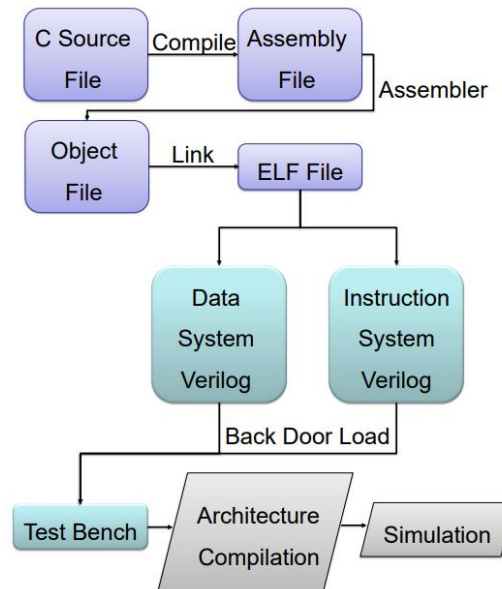 C Source
File
Compile
Assembly
File
Assembler
Object
File
Link
ELF File
Data
System
Verilog
Instruction
System
Verilog
Back Door Load
Test Bench
Architecture
Compilation
Simulation